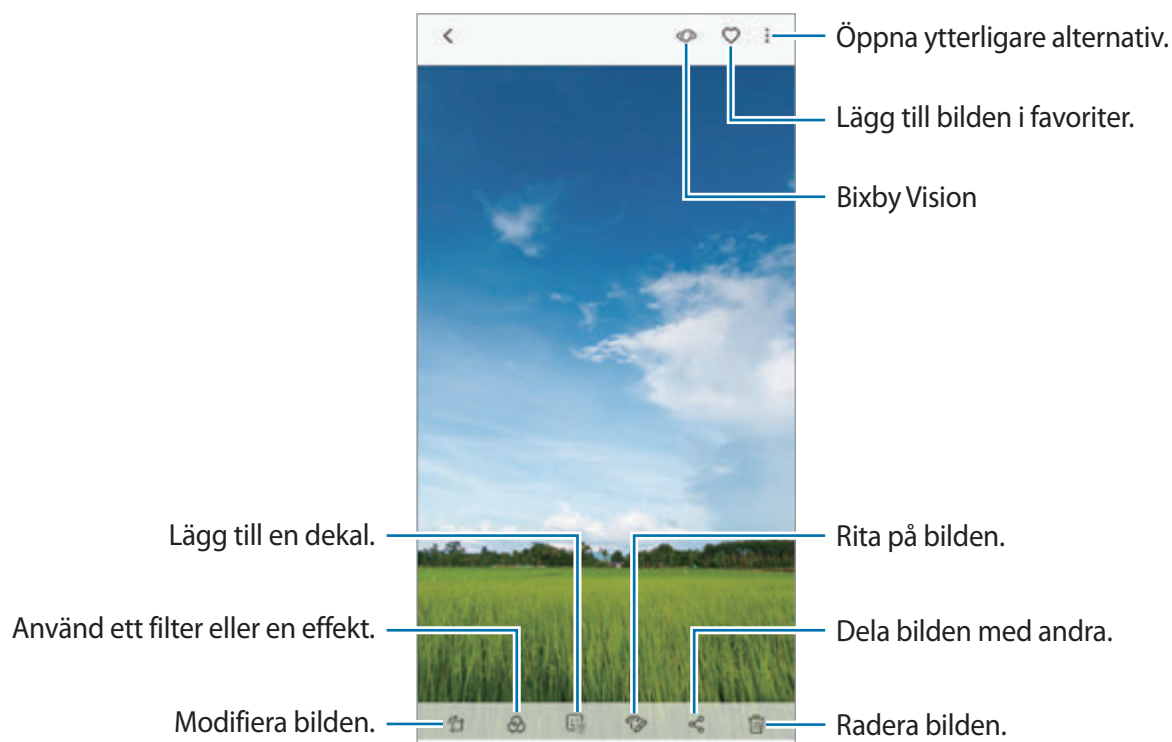 Öppna ytterligare alternativ.
Lägg till bilden i favoriter.
Bixby Vision
Lägg till en dekal.
Rita på bilden.
Använd ett filter eller en effekt.
Dela bilden med andra.
Modifiera bilden.
Radera bilden.